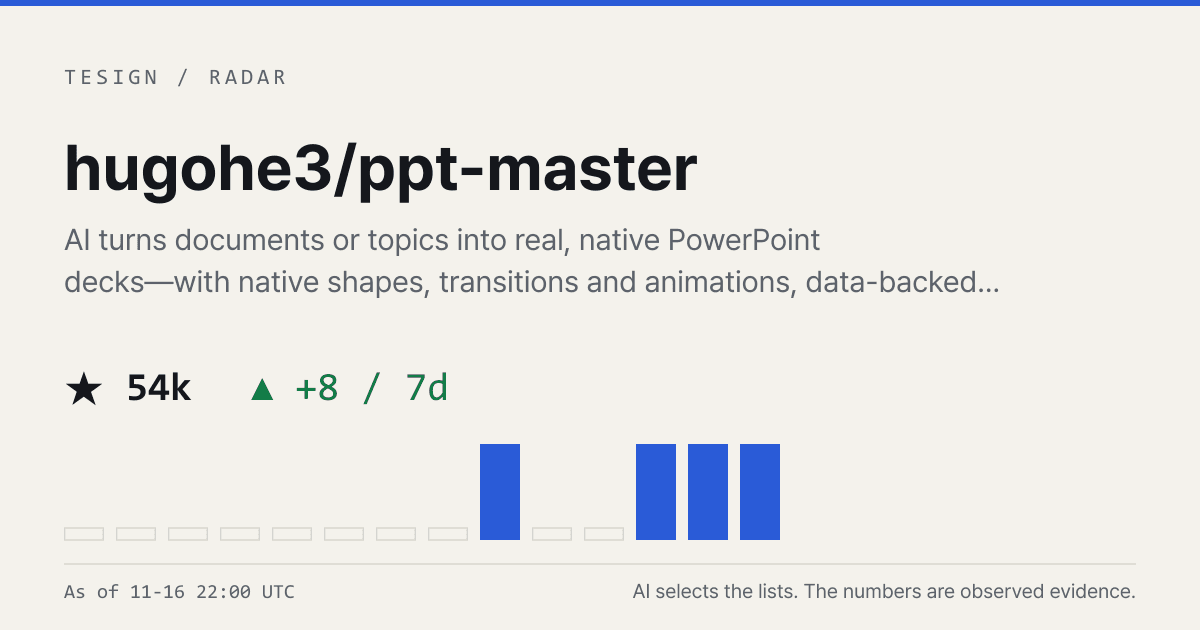 TESIGN / RADAR
hugohe3/ppt-master
AI turns documents or topics into real, native PowerPoint
decks—with native shapes, transitions and animations, data-backed...
★ 54k ▲ +8 / 7d
As of 11-16 22:00 UTC
AI selects the lists. The numbers are observed evidence.